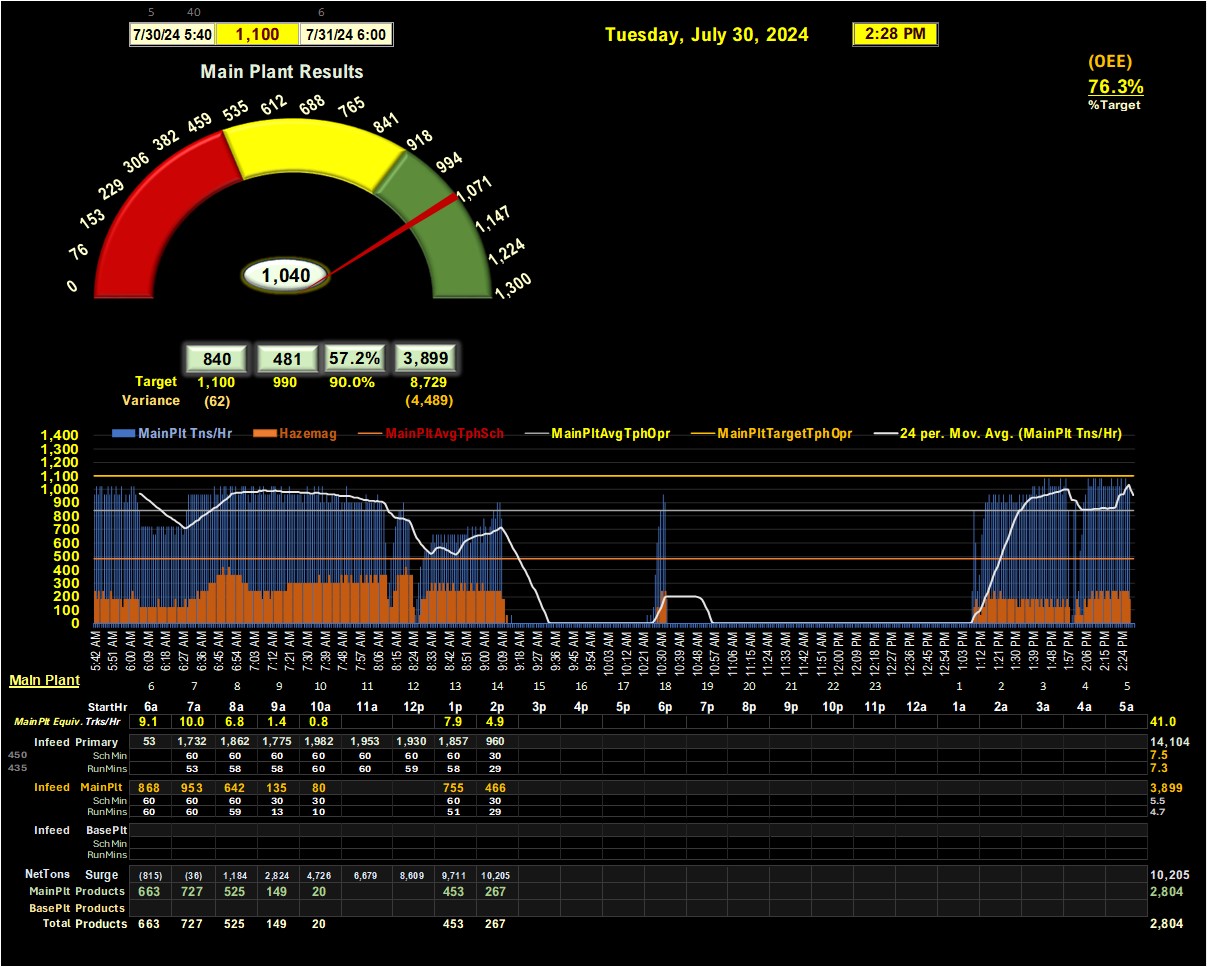 5 40 6
7/30/24 5:40 1,100 7/31/24 6:00
Tuesday, July 30, 2024 2:28 PM
(OEE)
76.3%
%Target
Main Plant Results
0 76 153 229 306 382 459 535 612 688 765 841 918 994 1,071 1,147 1,224 1,300
1,040
840 481 57.2% 3,899
Target 1,100 990 90.0% 8,729
Variance (62) (4,489)
MainPlt Tns/Hr Hazemag MainPltAvgTphSch MainPltAvgTphOpr MainPltTargetTphOpr 24 per. Mov. Avg. (MainPlt Tns/Hr)
1,400
1,300
1,200
1,100
1,000
900
800
700
600
500
400
300
200
100
0
5:42 AM 5:51 AM 6:00 AM 6:09 AM 6:18 AM 6:27 AM 6:36 AM 6:45 AM 6:54 AM 7:03 AM 7:12 AM 7:21 AM 7:30 AM 7:39 AM 7:48 AM 7:57 AM 8:06 AM 8:15 AM 8:24 AM 8:33 AM 8:42 AM 8:51 AM 9:00 AM 9:09 AM 9:18 AM 9:27 AM 9:36 AM 9:45 AM 9:54 AM 10:03 AM 10:12 AM 10:21 AM 10:30 AM 10:39 AM 10:48 AM 10:57 AM 11:06 AM 11:15 AM 11:24 AM 11:33 AM 11:42 AM 11:51 AM 12:00 PM 12:09 PM 12:18 PM 12:27 PM 12:36 PM 12:45 PM 12:54 PM 1:03 PM 1:12 PM 1:21 PM 1:30 PM 1:39 PM 1:48 PM 1:57 PM 2:06 PM 2:15 PM 2:24 PM
Main Plant 6 7 8 9 10 11 12 13 14 15 16 17 18 19 20 21 22 23 1 2 3 4 5
StartHr 6a 7a 8a 9a 10a 11a 12p 1p 2p 3p 4p 5p 6p 7p 8p 9p 10p 11p 12a 1a 2a 3a 4a 5a
MainPlt Equiv. Trks/Hr 9.1 10.0 6.8 1.4 0.8 7.9 4.9 41.0
Infeed Primary 53 1,732 1,862 1,775 1,982 1,953 1,930 1,857 960 14,104
450 SchMin 60 60 60 60 60 60 60 30 7.5
435 RunMins 53 58 58 60 60 59 58 29 7.3
Infeed MainPlt 868 953 642 135 80 755 466 3,899
SchMin 60 60 60 30 30 60 30 5.5
RunMins 60 60 59 13 10 51 29 4.7
Infeed BasePlt
SchMin
RunMins
NetTons Surge (815) (36) 1,184 2,824 4,726 6,679 8,609 9,711 10,205 10,205
MainPlt Products 663 727 525 149 20 453 267 2,804
BasePlt Products
Total Products 663 727 525 149 20 453 267 2,804